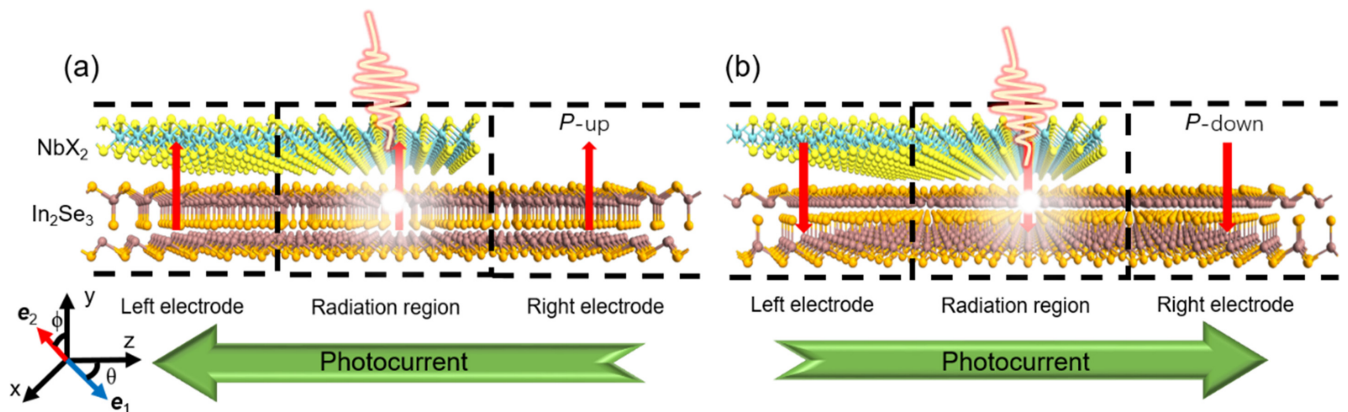 (a)
P-up
NbX2
In2Se3
Left electrode
Radiation region
Right electrode
Photocurrent
y
e2
ϕ
z
θ
x
e1
(b)
P-down
Left electrode
Radiation region
Right electrode
Photocurrent